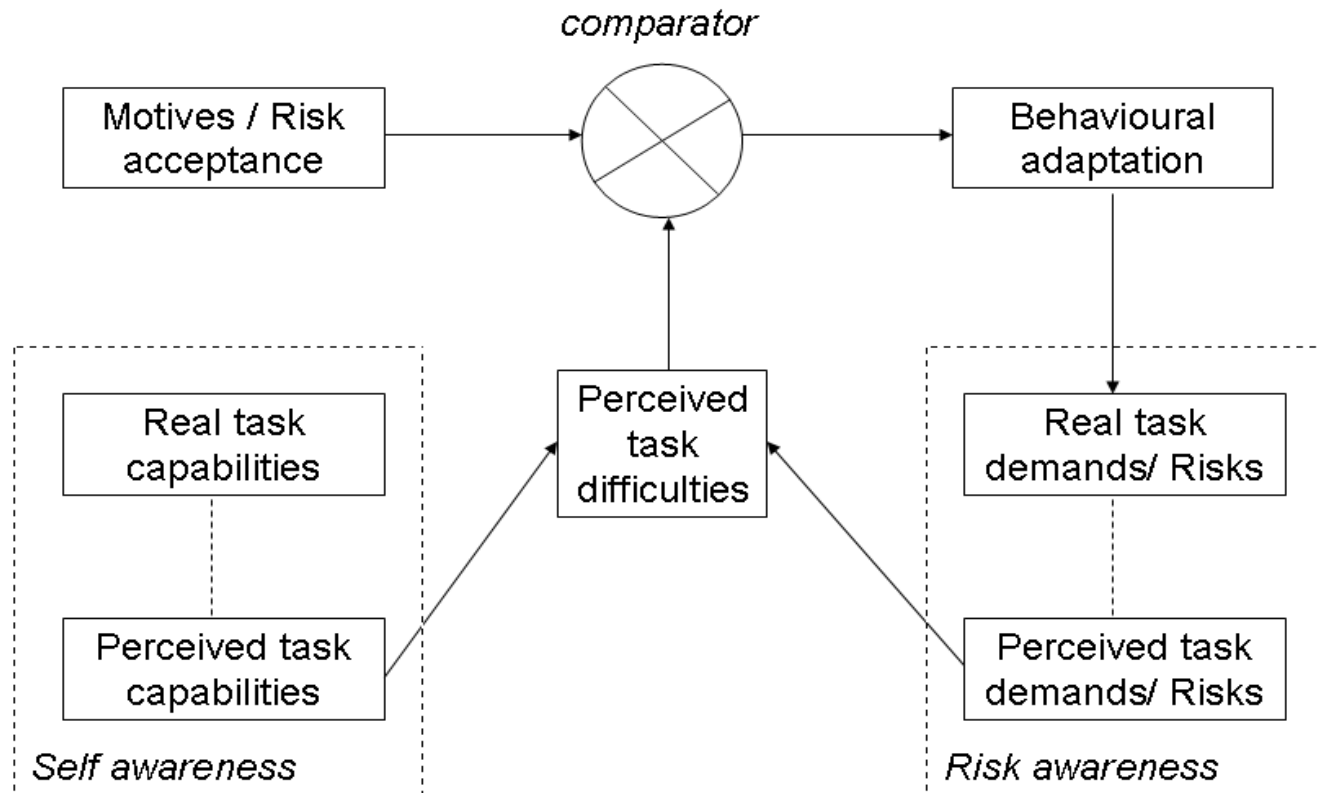 comparator
Motives / Risk
acceptance
Behavioural
adaptation
Real task
capabilities
Perceived
task
difficulties
Real task
demands/ Risks
Perceived task
capabilities
Perceived task
demands/ Risks
Self awareness
Risk awareness